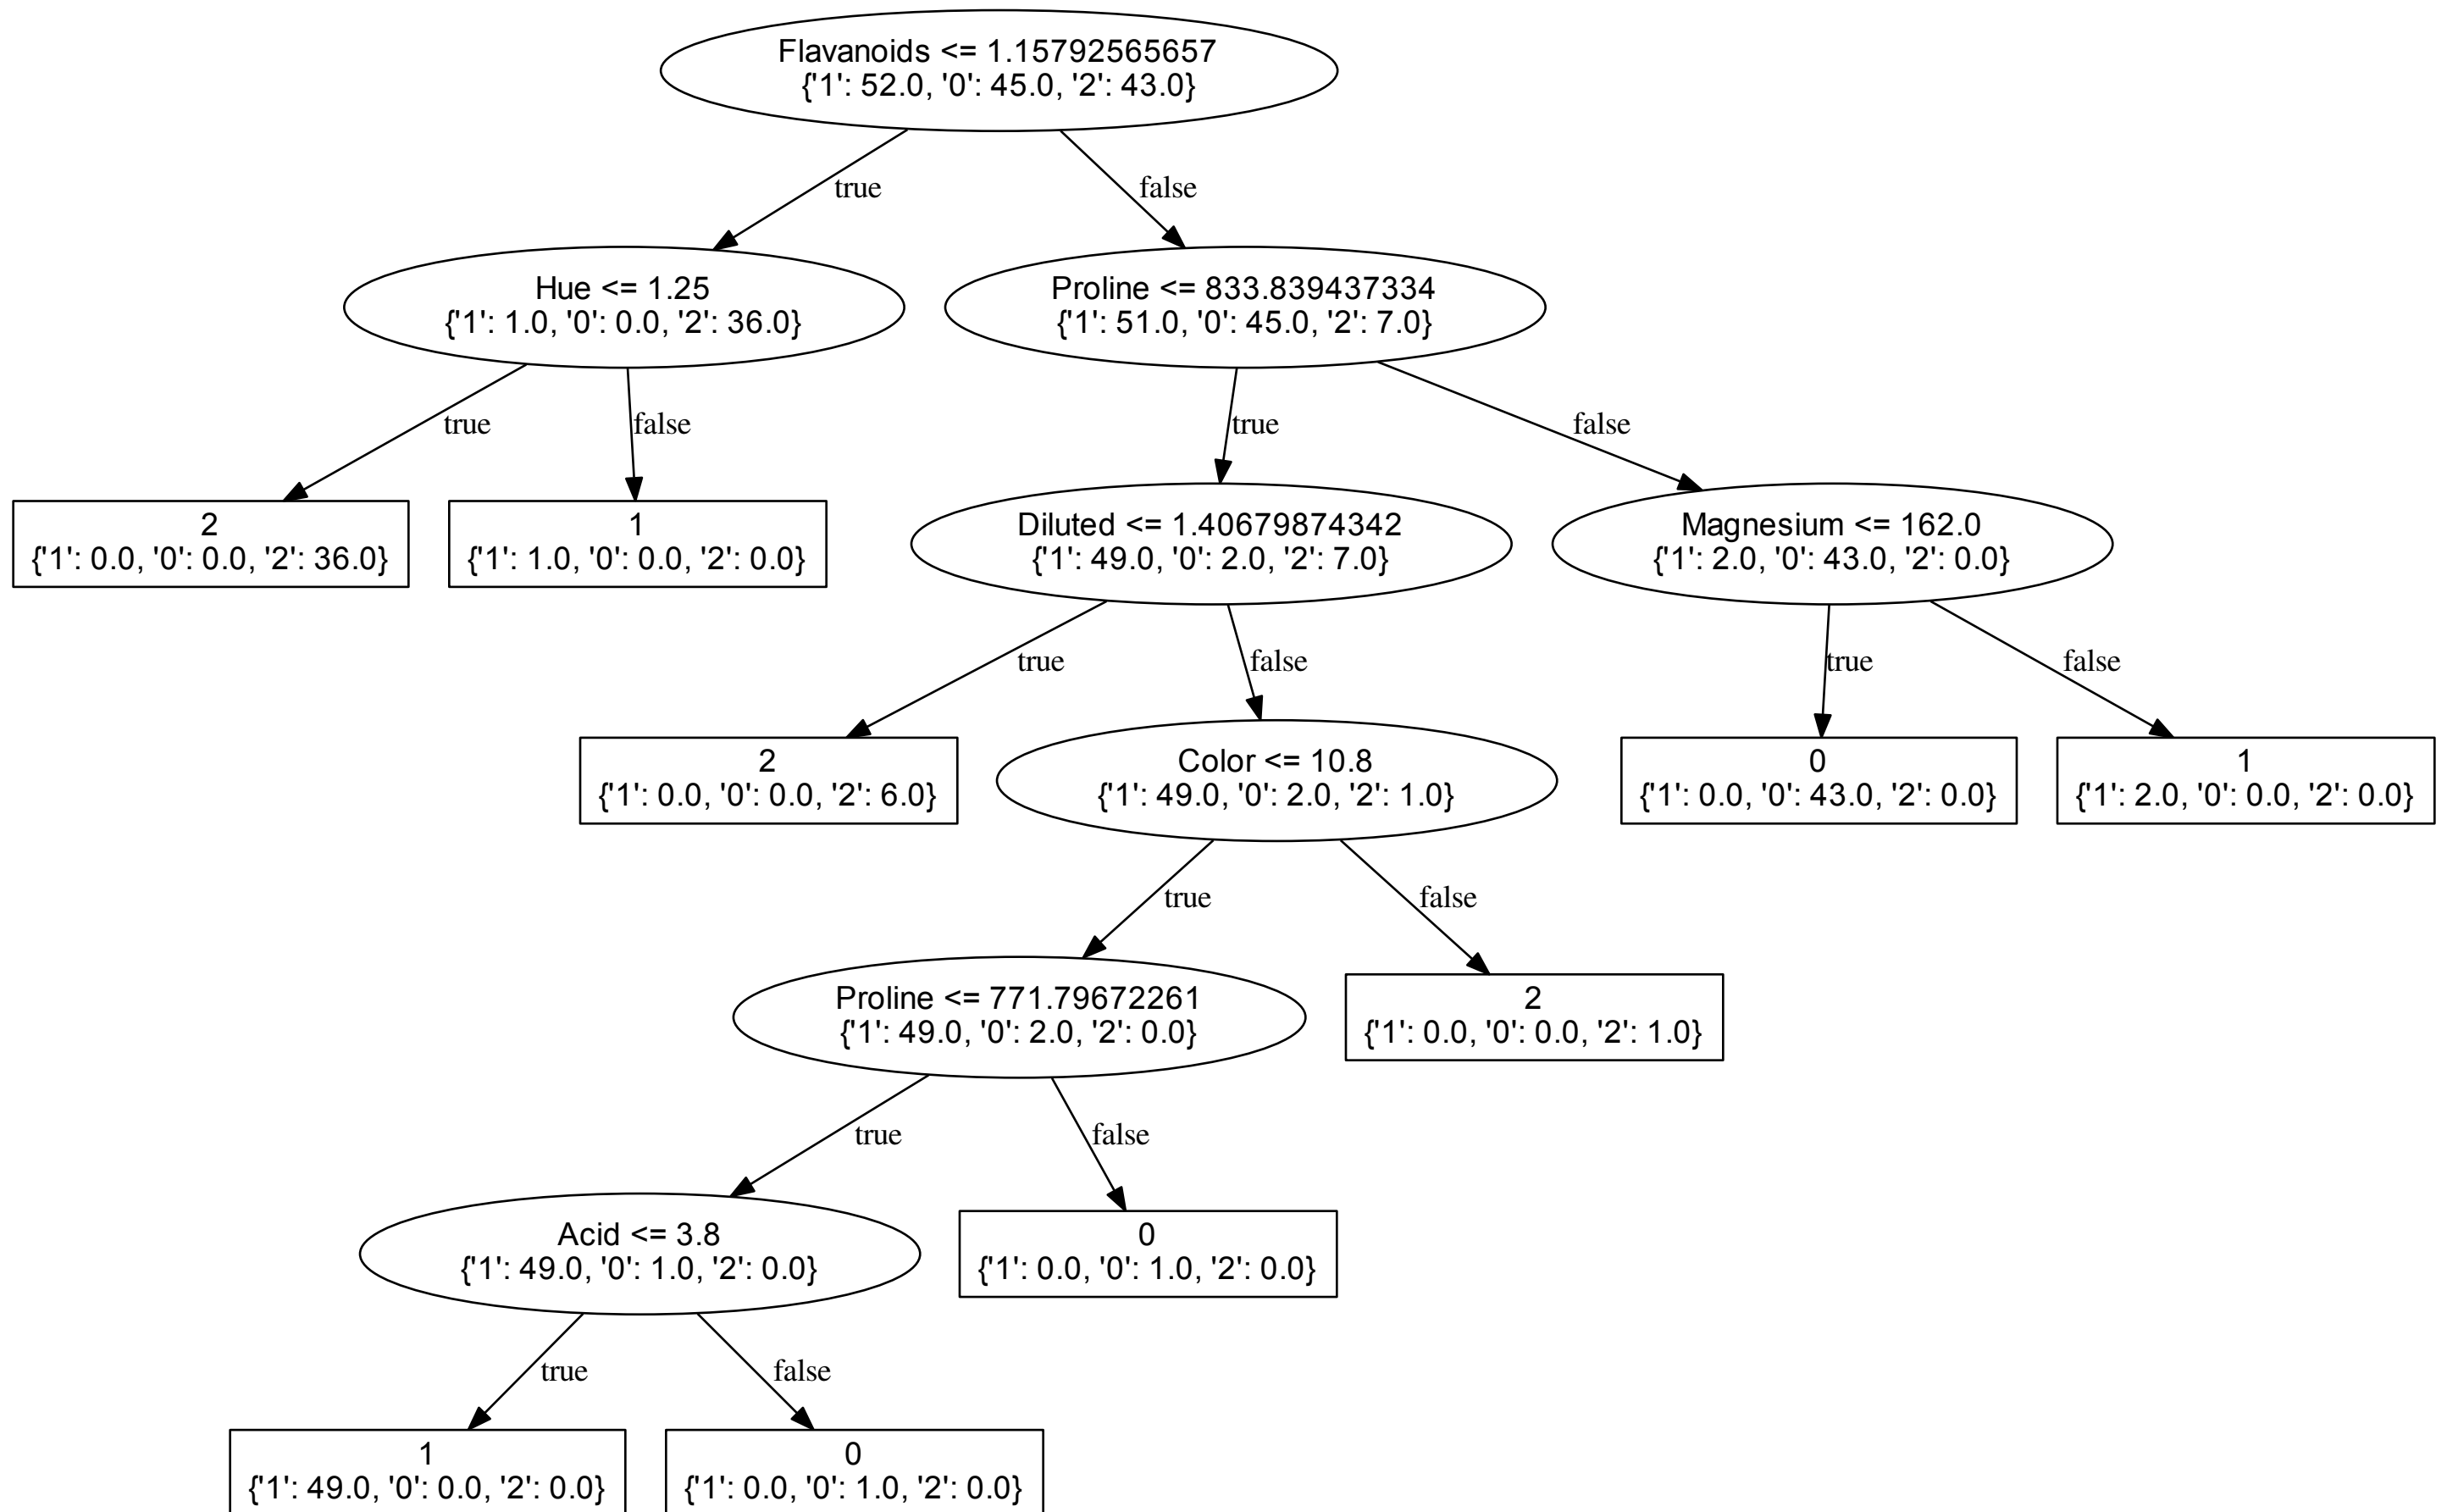 Flavanoids <= 1.15792565657
{'1': 52.0, '0': 45.0, '2': 43.0}
true
false
Hue <= 1.25
{'1': 1.0, '0': 0.0, '2': 36.0}
Proline <= 833.839437334
{'1': 51.0, '0': 45.0, '2': 7.0}
true
false
true
false
2
{'1': 0.0, '0': 0.0, '2': 36.0}
1
{'1': 1.0, '0': 0.0, '2': 0.0}
Diluted <= 1.40679874342
{'1': 49.0, '0': 2.0, '2': 7.0}
Magnesium <= 162.0
{'1': 2.0, '0': 43.0, '2': 0.0}
true
false
true
false
2
{'1': 0.0, '0': 0.0, '2': 6.0}
Color <= 10.8
{'1': 49.0, '0': 2.0, '2': 1.0}
0
{'1': 0.0, '0': 43.0, '2': 0.0}
1
{'1': 2.0, '0': 0.0, '2': 0.0}
true
false
Proline <= 771.79672261
{'1': 49.0, '0': 2.0, '2': 0.0}
2
{'1': 0.0, '0': 0.0, '2': 1.0}
true
false
Acid <= 3.8
{'1': 49.0, '0': 1.0, '2': 0.0}
0
{'1': 0.0, '0': 1.0, '2': 0.0}
true
false
1
{'1': 49.0, '0': 0.0, '2': 0.0}
0
{'1': 0.0, '0': 1.0, '2': 0.0}